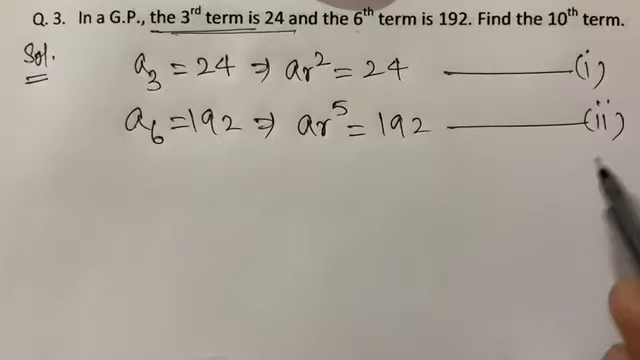 Q. 3. In a G.P., the 3rd term is 24 and the 6th term is 192. Find the 10th term.
Sol.
a₃ = 24 ⇒ ar² = 24 ——— (i)
a₆ = 192 ⇒ ar⁵ = 192 ——— (ii)